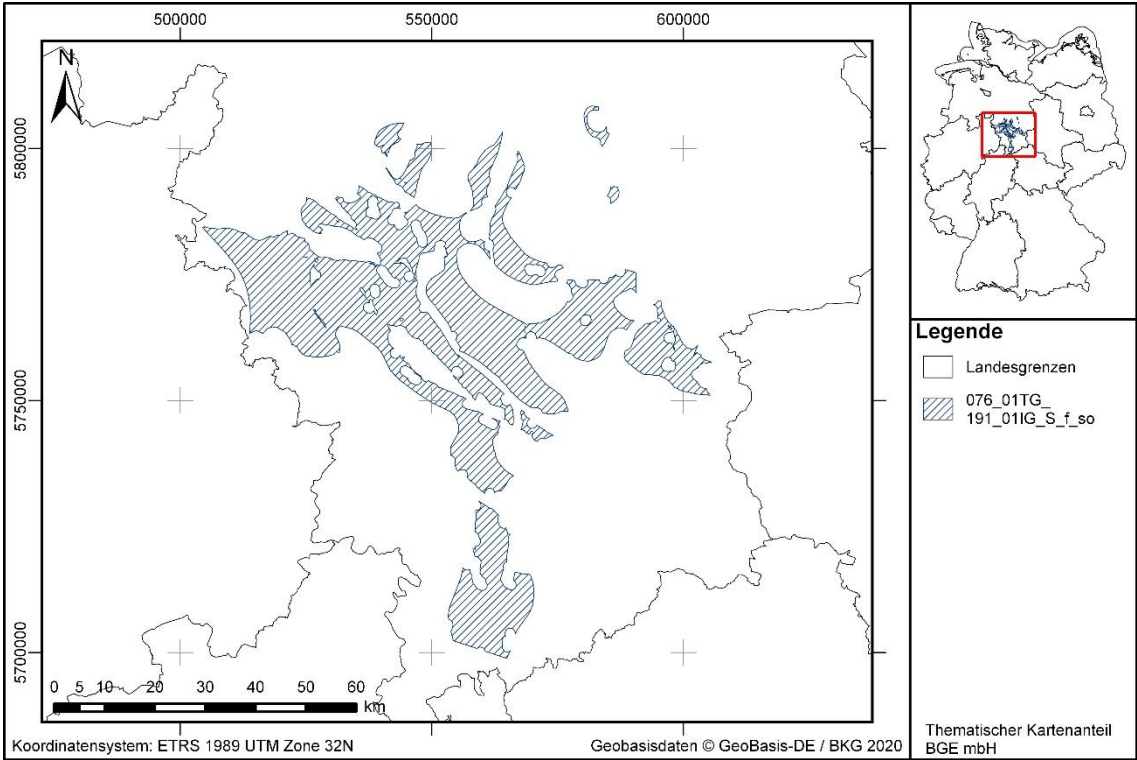 500000
550000
600000
N
5800000
5750000
5700000
0 5 10 20 30 40 50 60
km
Koordinatensystem: ETRS 1989 UTM Zone 32N
Geobasisdaten © GeoBasis-DE / BKG 2020
Legende
Landesgrenzen
076_01TG_
191_01IG_S_f_so
Thematischer Kartenanteil
BGE mbH